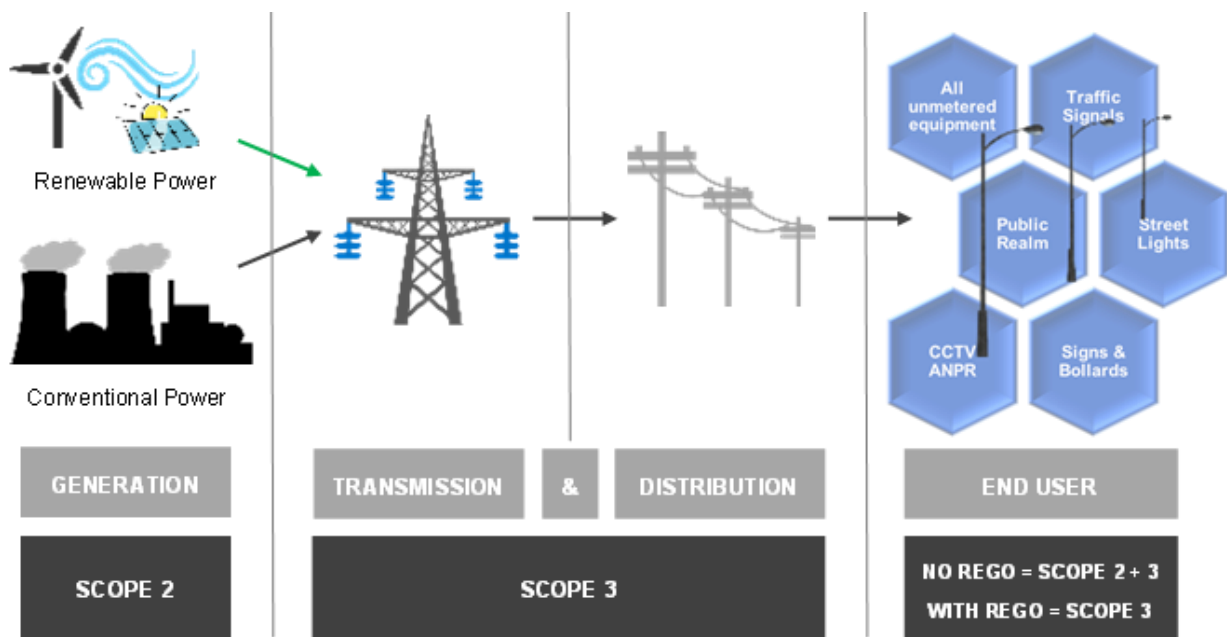 Renewable Power
Conventional Power
All
unmetered
equipment
Traffic
Signals
Public
Realm
Street
Lights
CCTV
ANPR
Signs &
Bollards
GENERATION
TRANSMISSION
&
DISTRIBUTION
END USER
SCOPE 2
SCOPE 3
NO REGO = SCOPE 2 + 3
WITH REGO = SCOPE 3